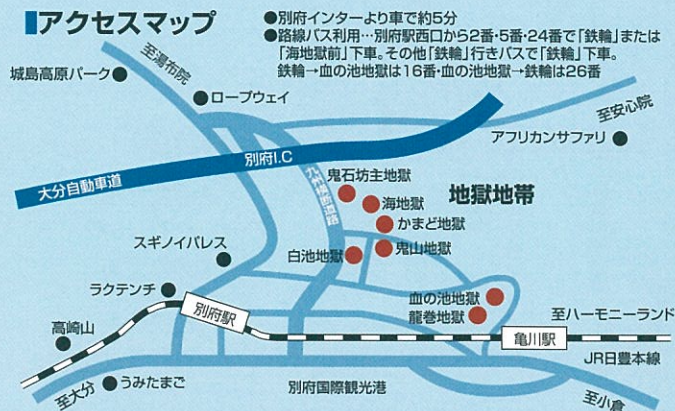 アクセスマップ
●別府インターより車で約5分
●路線バス利用…別府駅西口から2番・5番・24番で「鉄輪」または
「海地獄前」下車。その他「鉄輪」行きバスで「鉄輪」下車。
鉄輪→血の池地獄は16番・血の池地獄→鉄輪は26番
至湯布院
城島高原パーク
ロープウェイ
至安心院
アフリカンサファリ
別府I.C
大分自動車道
九州横断道路
鬼石坊主地獄
地獄地帯
海地獄
かまど地獄
鬼山地獄
白池地獄
スギノイパレス
ラクテンチ
血の池地獄
龍巻地獄
至ハーモニーランド
別府駅
亀川駅
高崎山
JR日豊本線
至大分
うみたまご
別府国際観光港
至小倉